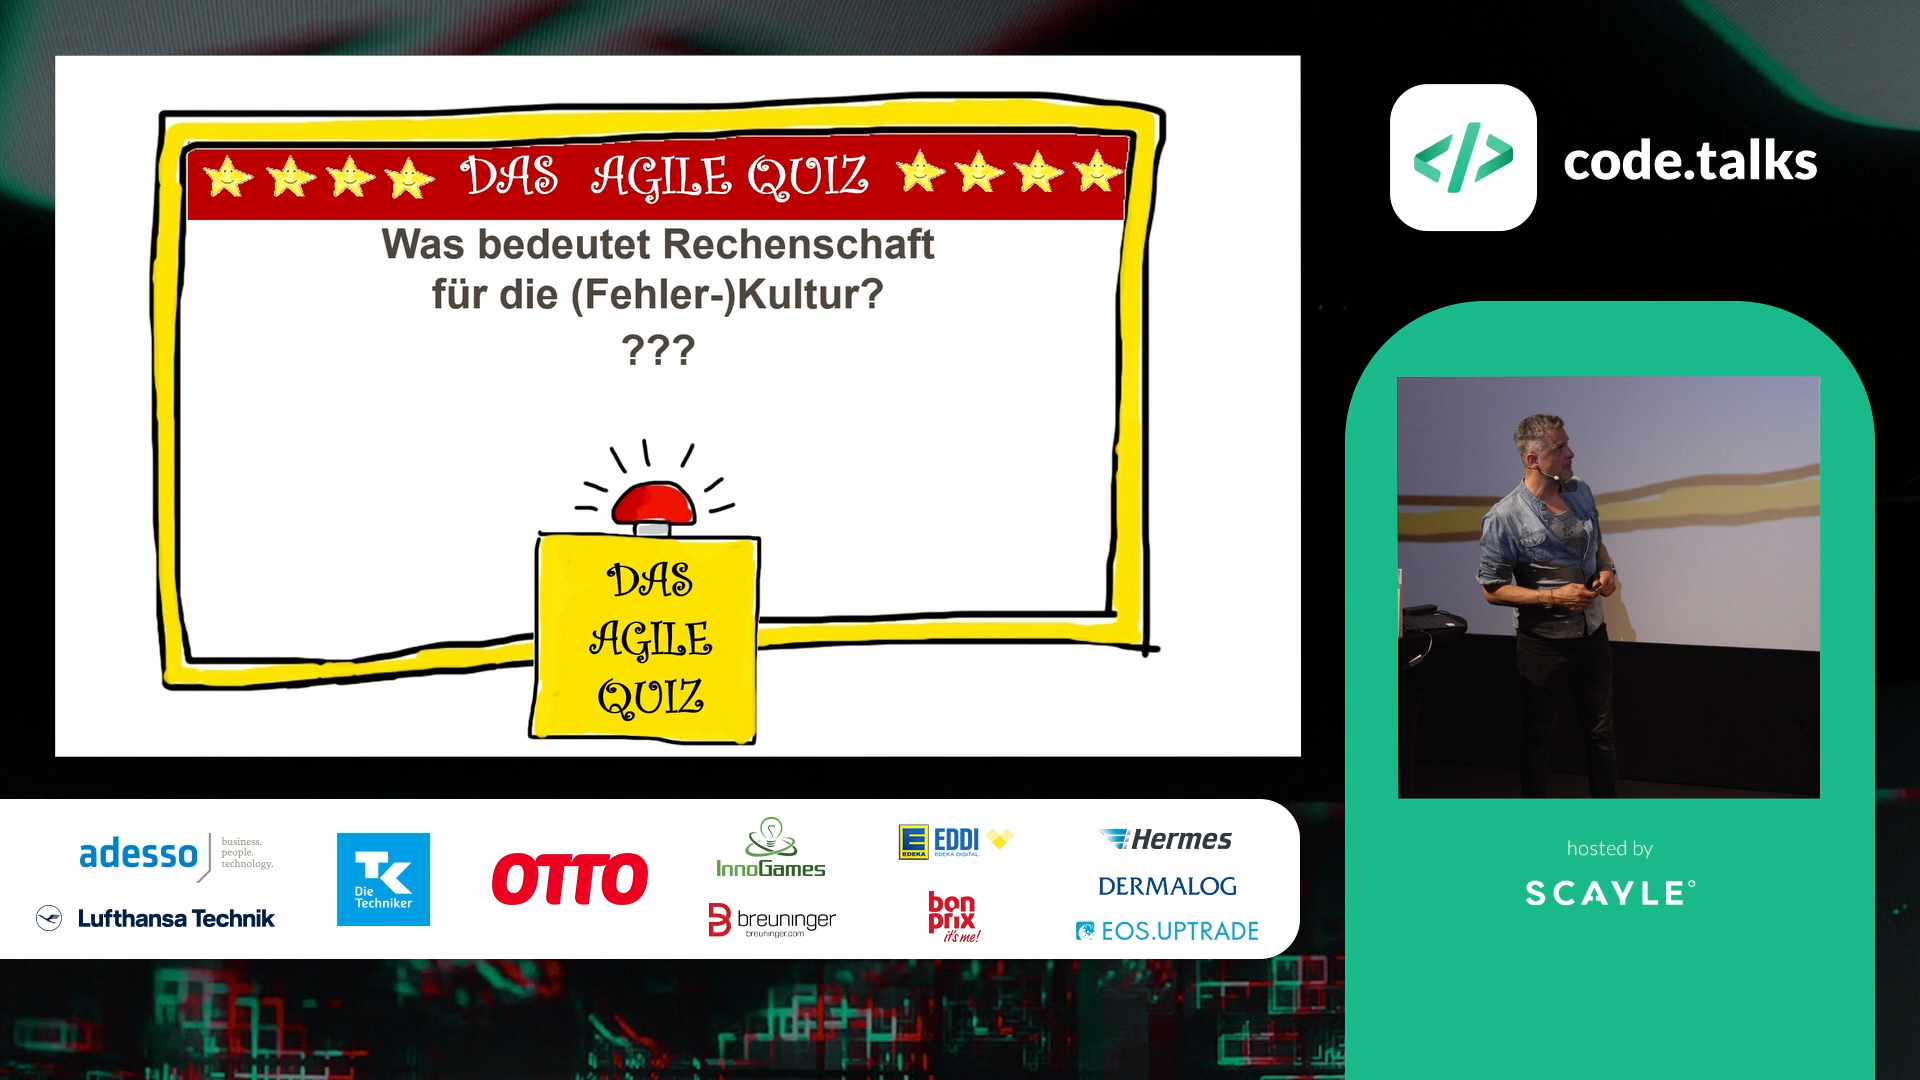 DAS AGILE QUIZ
Was bedeutet Rechenschaft
für die (Fehler-)Kultur?
???
DAS
AGILE
QUIZ
code.talks
hosted by
SCAYLE
adesso
business.
people.
technology.
Lufthansa Technik
TK
Die
Techniker
OTTO
InnoGames
breuninger
breuninger.com
E
EDEKA
EDDI
EDEKA DIGITAL
bon
prix
it's me!
Hermes
DERMALOG
EOS.UPTRADE